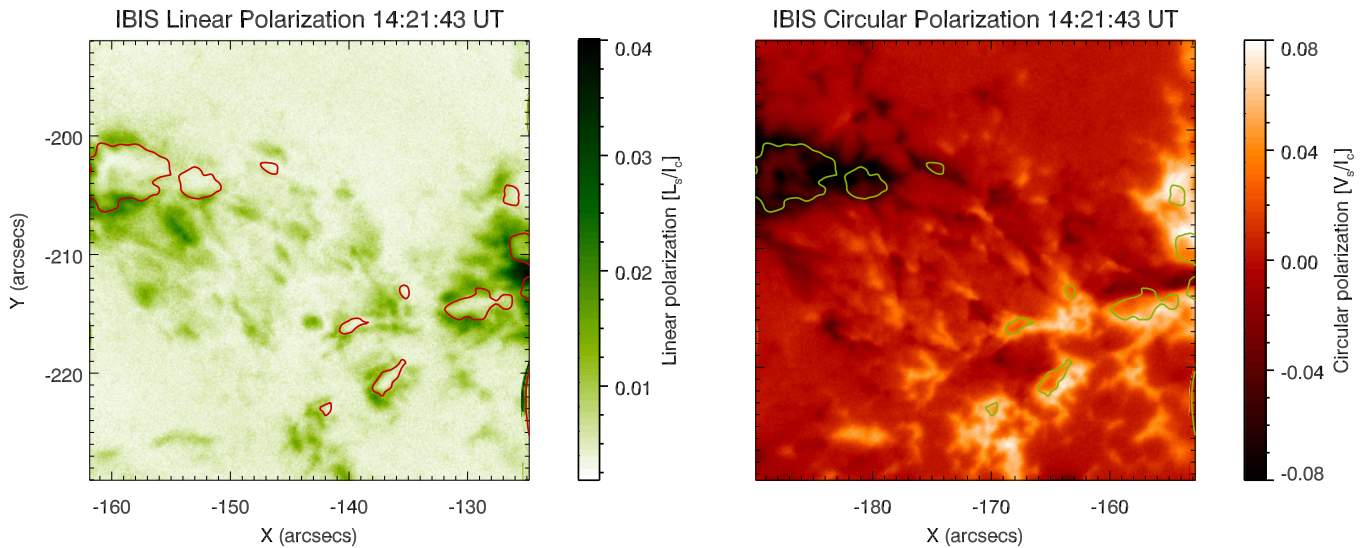 IBIS Linear Polarization 14:21:43 UT
-200
-210
-220
Y (arcsecs)
-160
-150
-140
-130
X (arcsecs)
0.04
0.03
0.02
0.01
Linear polarization [Ls/Ic]
IBIS Circular Polarization 14:21:43 UT
-180
-170
-160
X (arcsecs)
0.08
0.04
0.00
-0.04
-0.08
Circular polarization [Vs/Ic]